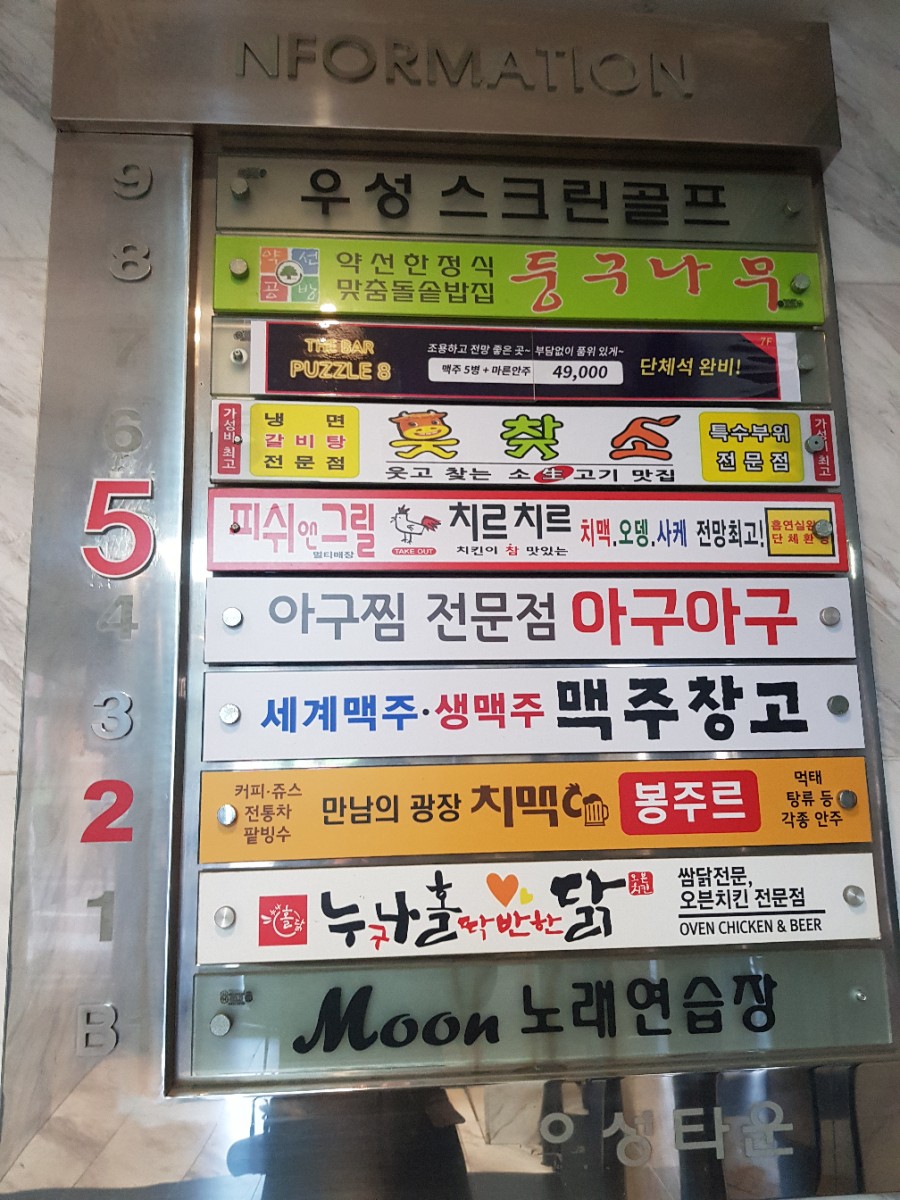 NFORMATION
9
우성 스크린골프
8
약선공방
약선한정식
맞춤돌솥밥집
둥구나무
7
THE BAR
PUZZLE 8
조용하고 전망 좋은 곳~ 부담없이 품위 있게~
맥주 5병 + 마른안주 49,000
단체석 완비!
7F
6
가성비 최고
냉면
갈비탕
전문점
웃찾소
웃고 찾는 소 生 고기 맛집
특수부위
전문점
가성비 최고
5
피쉬앤그릴
멀티매장
TAKE OUT
치르치르
치킨이 참 맛있는
치맥.오뎅.사케 전망최고!
흡연실완
단체환영
4
아구찜 전문점 아구아구
3
세계맥주·생맥주 맥주창고
2
커피·쥬스
전통차
팥빙수
만남의 광장 치맥 봉주르
먹태
탕류 등
각종 안주
1
홀닭
누구나홀딱반한닭
오븐치킨
쌈닭전문,
오븐치킨 전문점
OVEN CHICKEN & BEER
B
Moon 노래연습장
우성타운